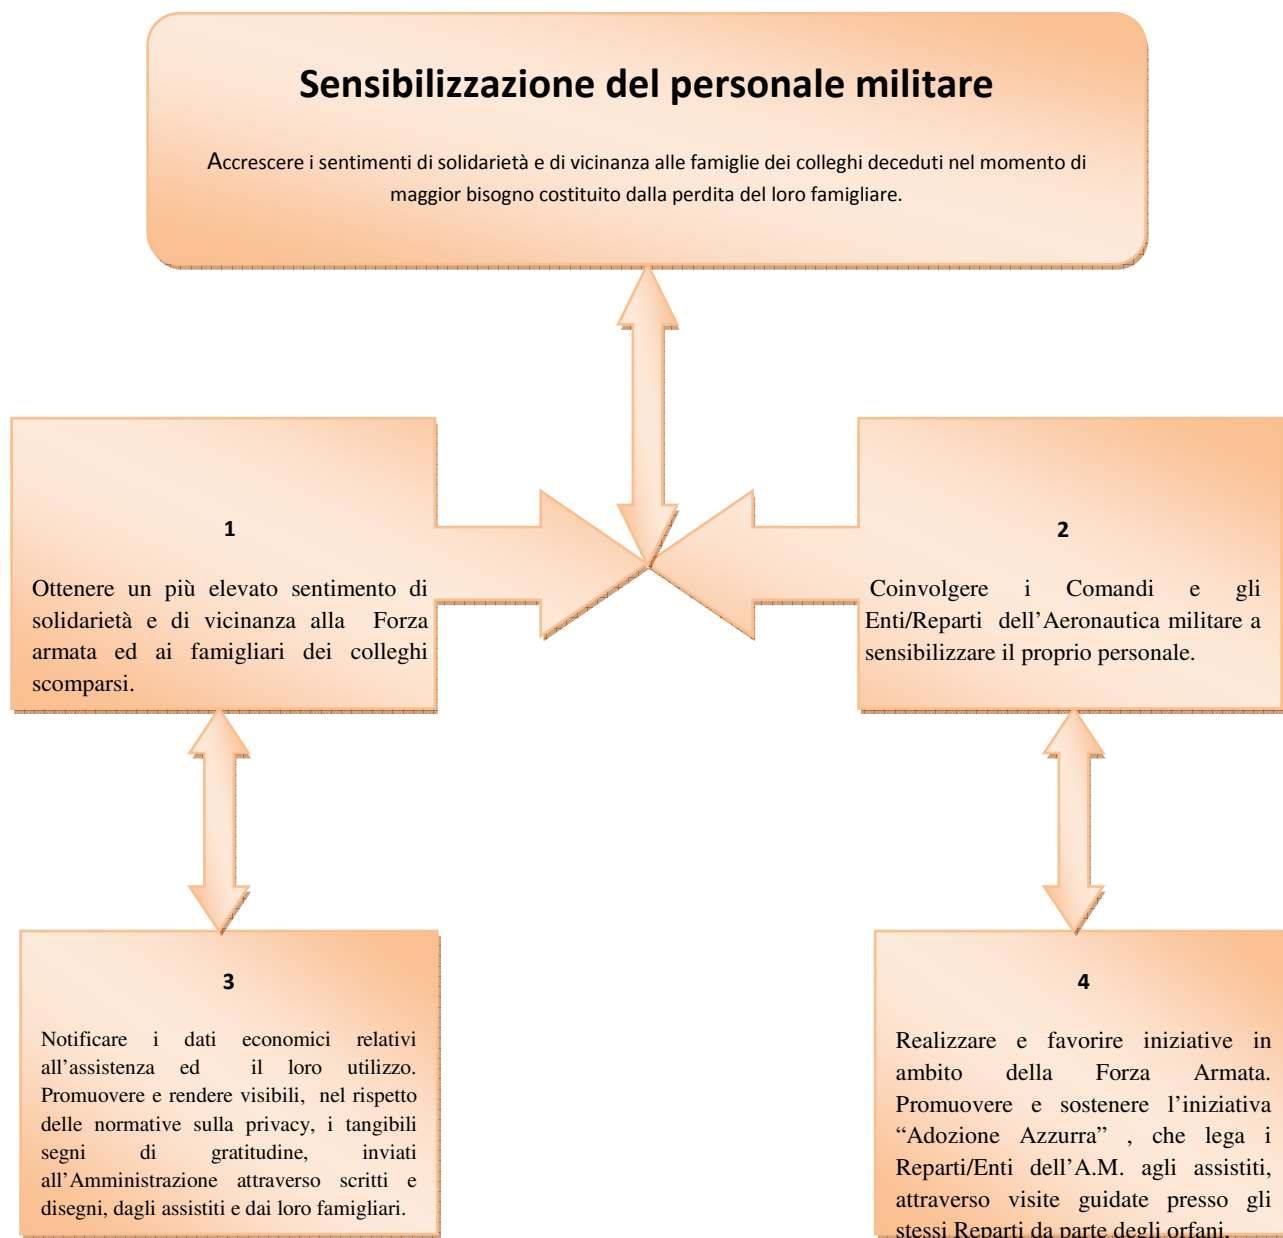 Sensibilizzazione del personale militare
Accrescere i sentimenti di solidarietà e di vicinanza alle famiglie dei colleghi deceduti nel momento di
maggior bisogno costituito dalla perdita del loro famigliare.
1
Ottenere un più elevato sentimento di
solidarietà e di vicinanza alla Forza
armata ed ai famigliari dei colleghi
scomparsi.
2
Coinvolgere i Comandi e gli
Enti/Reparti dell’Aeronautica militare a
sensibilizzare il proprio personale.
3
Notificare i dati economici relativi
all’assistenza ed il loro utilizzo.
Promuovere e rendere visibili, nel rispetto
delle normative sulla privacy, i tangibili
segni di gratitudine, inviati
all’Amministrazione attraverso scritti e
disegni, dagli assistiti e dai loro famigliari.
4
Realizzare e favorire iniziative in
ambito della Forza Armata.
Promuovere e sostenere l’iniziativa
“Adozione Azzurra” , che lega i
Reparti/Enti dell’A.M. agli assistiti,
attraverso visite guidate presso gli
stessi Reparti da parte degli orfani.